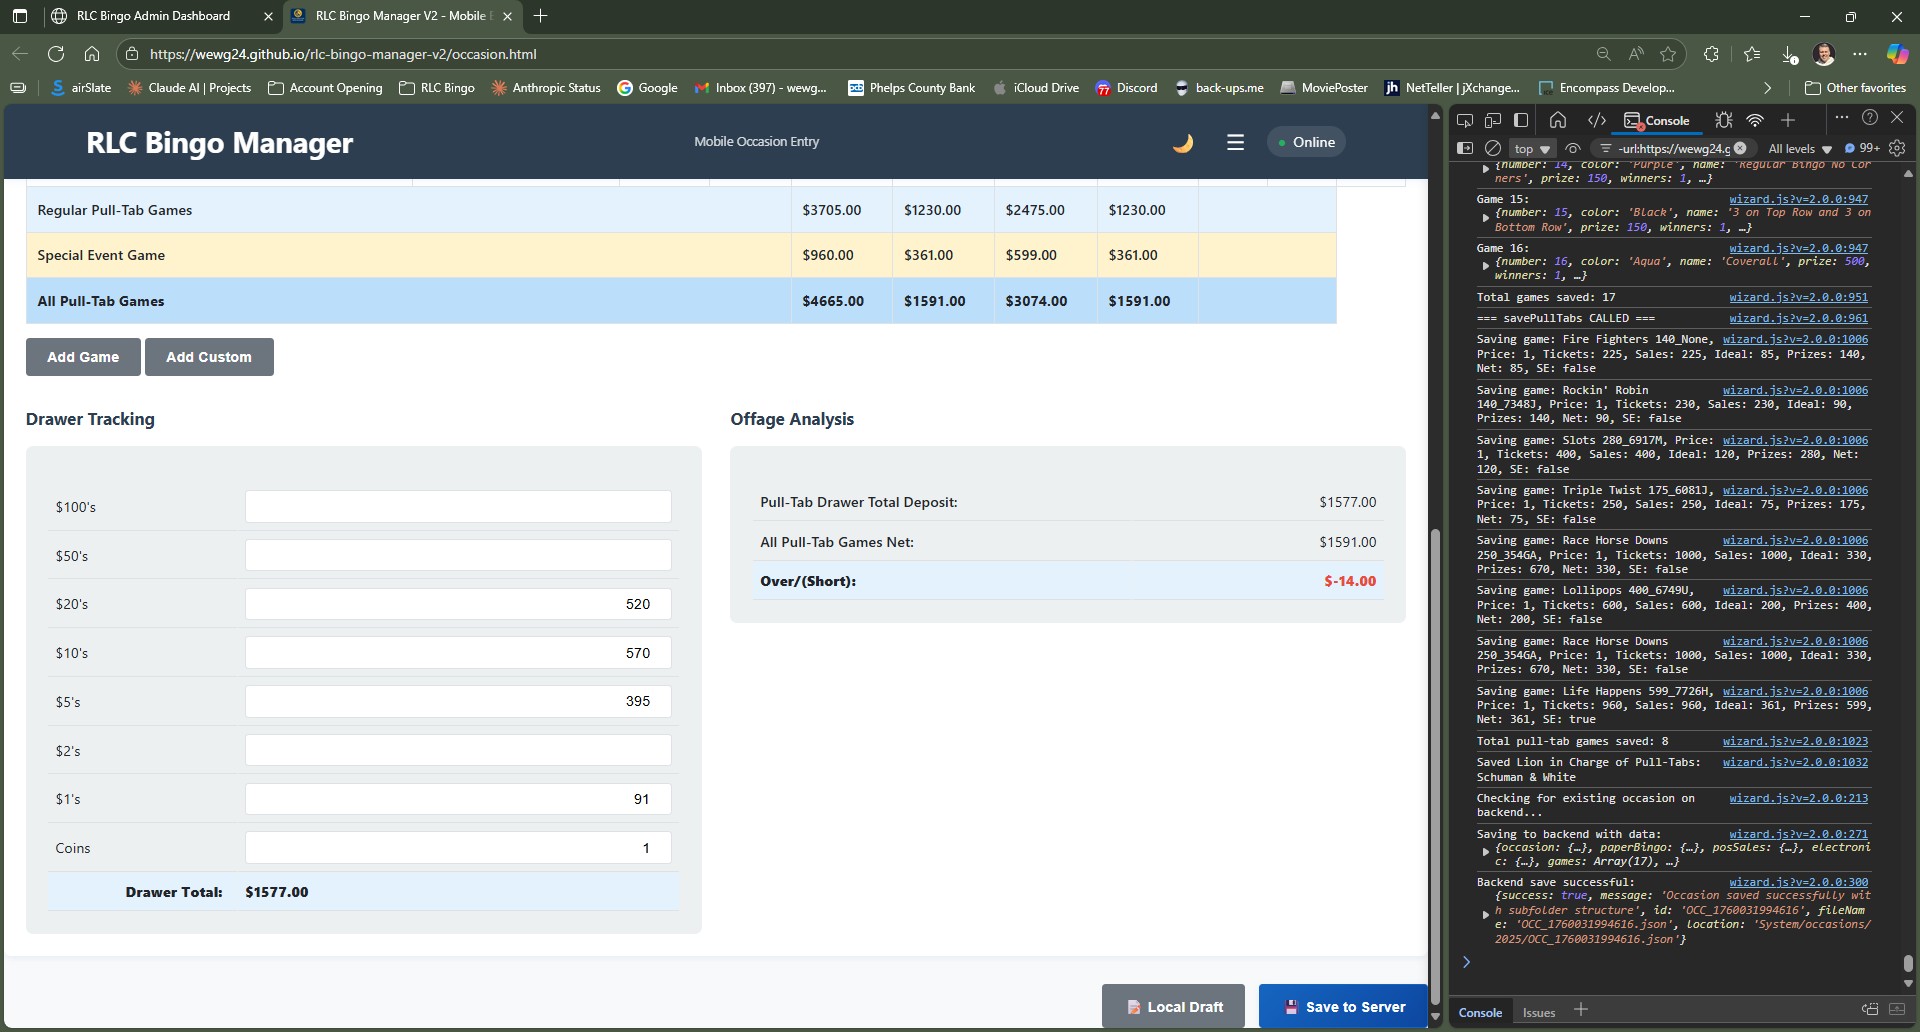 RLC Bingo Admin Dashboard
RLC Bingo Manager V2 - Mobile
https://wewg24.github.io/rlc-bingo-manager-v2/occasion.html
airSlate
Claude AI | Projects
Account Opening
RLC Bingo
Anthropic Status
Google
Inbox (397) - wewg...
Phelps County Bank
iCloud Drive
Discord
back-ups.me
MoviePoster
NetTeller | jXchange...
Encompass Develop...
Other favorites
RLC Bingo Manager
Mobile Occasion Entry
Online
Regular Pull-Tab Games $3705.00 $1230.00 $2475.00 $1230.00
Special Event Game $960.00 $361.00 $599.00 $361.00
All Pull-Tab Games $4665.00 $1591.00 $3074.00 $1591.00
Add Game
Add Custom
Drawer Tracking
$100's
$50's
$20's 520
$10's 570
$5's 395
$2's
$1's 91
Coins 1
Drawer Total: $1577.00
Offage Analysis
Pull-Tab Drawer Total Deposit: $1577.00
All Pull-Tab Games Net: $1591.00
Over/(Short): $-14.00
Local Draft
Save to Server
Console
top
-url:https://wewg24.g
All levels
99+
{number: 14, color: 'Purple', name: 'Regular Bingo No Cor
ners', prize: 150, winners: 1, …}
Game 15: wizard.js?v=2.0.0:947
{number: 15, color: 'Black', name: '3 on Top Row and 3 on
Bottom Row', prize: 150, winners: 1, …}
Game 16: wizard.js?v=2.0.0:947
{number: 16, color: 'Aqua', name: 'Coverall', prize: 500,
winners: 1, …}
Total games saved: 17 wizard.js?v=2.0.0:951
=== savePullTabs CALLED === wizard.js?v=2.0.0:961
Saving game: Fire Fighters 140_None, wizard.js?v=2.0.0:1006
Price: 1, Tickets: 225, Sales: 225, Ideal: 85, Prizes: 140,
Net: 85, SE: false
Saving game: Rockin' Robin wizard.js?v=2.0.0:1006
140_7348J, Price: 1, Tickets: 230, Sales: 230, Ideal: 90,
Prizes: 140, Net: 90, SE: false
Saving game: Slots 280_6917M, Price: wizard.js?v=2.0.0:1006
1, Tickets: 400, Sales: 400, Ideal: 120, Prizes: 280, Net:
120, SE: false
Saving game: Triple Twist 175_6081J, wizard.js?v=2.0.0:1006
Price: 1, Tickets: 250, Sales: 250, Ideal: 75, Prizes: 175,
Net: 75, SE: false
Saving game: Race Horse Downs wizard.js?v=2.0.0:1006
250_354GA, Price: 1, Tickets: 1000, Sales: 1000, Ideal: 330,
Prizes: 670, Net: 330, SE: false
Saving game: Lollipops 400_6749U, wizard.js?v=2.0.0:1006
Price: 1, Tickets: 600, Sales: 600, Ideal: 200, Prizes: 400,
Net: 200, SE: false
Saving game: Race Horse Downs wizard.js?v=2.0.0:1006
250_354GA, Price: 1, Tickets: 1000, Sales: 1000, Ideal: 330,
Prizes: 670, Net: 330, SE: false
Saving game: Life Happens 599_7726H, wizard.js?v=2.0.0:1006
Price: 1, Tickets: 960, Sales: 960, Ideal: 361, Prizes: 599,
Net: 361, SE: true
Total pull-tab games saved: 8 wizard.js?v=2.0.0:1023
Saved Lion in Charge of Pull-Tabs: wizard.js?v=2.0.0:1032
Schuman & White
Checking for existing occasion on wizard.js?v=2.0.0:213
backend...
Saving to backend with data: wizard.js?v=2.0.0:271
{occasion: {…}, paperBingo: {…}, posSales: {…}, electroni
c: {…}, games: Array(17), …}
Backend save successful: wizard.js?v=2.0.0:300
{success: true, message: 'Occasion saved successfully wit
h subfolder structure', id: 'OCC_1760031994616', fileNam
e: 'OCC_1760031994616.json', location: 'System/occasions/
2025/OCC_1760031994616.json'}
Console
Issues